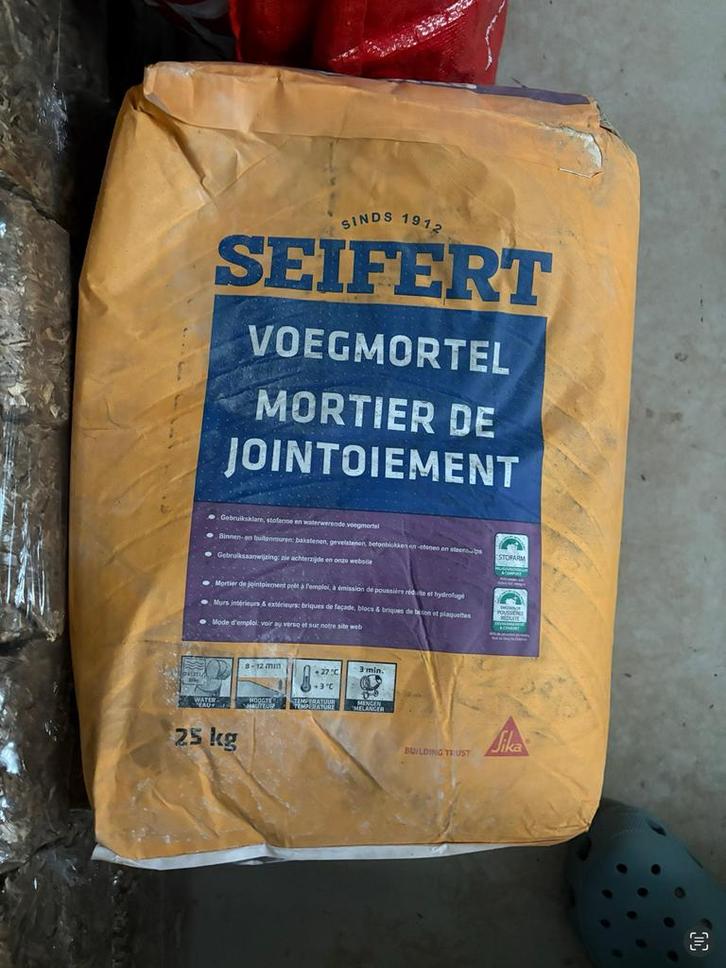 SINDS 1912
SEIFERT
VOEGMORTEL
MORTIER DE
JOINTOIEMENT
Gebruiksklare, stofarme en waterwerende voegmortel
Binnen- en buitenmuren: bakstenen, gevelstenen, betonblokken en -stenen en steenstrips
Gebruiksaanwijzing: zie achterzijde en onze website
STOFARM
Mortier de jointoiement prêt à l'emploi, à émission de poussière réduite et hydrofugé
Murs intérieurs & extérieurs: briques de façade, blocs & briques de béton et plaquettes
Mode d'emploi: voir au verso et sur notre site web
POUSSIÈRE
RÉDUITE
8 - 12 mm
+ 27 °C
+ 3 °C
3 min.
WATER
EAU
HOOGTE
HAUTEUR
TEMPERATUUR
TEMPERATURE
MENGEN
MELANGER
25 kg
BUILDING TRUST
Sika